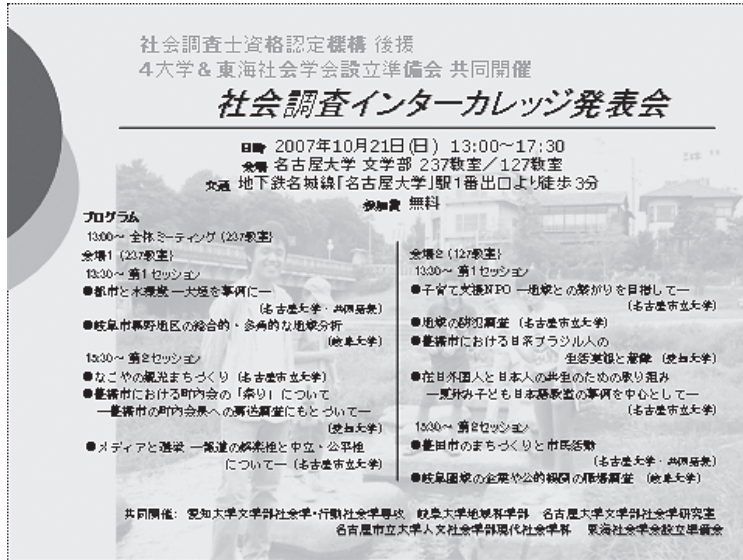 社会調査士資格認定機構 後援
4大学＆東海社会学会設立準備会 共同開催
社会調査インターカレッジ発表会
日時 2007年10月21日(日) 13:00～17:30
会場 名古屋大学 文学部 237教室／127教室
交通 地下鉄名城線「名古屋大学」駅1番出口より徒歩3分
参加費 無料
プログラム
13:00～ 全体ミーティング (237教室)
会場1 (237教室)
13:30～ 第1セッション
●都市と水環境 ―大垣を事例に―
(名古屋大学・共同発表)
●岐阜市 地区の総合的・多角的な地域分析
(岐阜大学)
15:30～ 第2セッション
●なごやの観光まちづくり (名古屋市立大学)
●豊橋市における町内会の「祭り」について
―豊橋市の町内会長への郵送調査にもとづいて―
(愛知大学)
●メディアと選挙 ―報道の娯楽性と中立・公平性
について― (名古屋市立大学)
会場2 (127教室)
13:30～ 第1セッション
●子育て支援NPO ―地域との繋がりを目指して―
(名古屋市立大学)
●地域の防犯調査 (名古屋市立大学)
●豊橋市における日系ブラジル人の
生活実態と意識 (愛知大学)
●在日外国人と日本人の共生のための取り組み
―夏休み子ども日本語教室の事例を中心として―
(名古屋市立大学)
15:30～ 第2セッション
●豊田市のまちづくりと市民活動
(名古屋大学・共同発表)
●岐阜圏域の企業や公的機関の職場調査 (岐阜大学)
共同開催: 愛知大学文学部社会学・行動社会学専攻 岐阜大学地域科学部 名古屋大学文学部社会学研究室
名古屋市立大学人文社会学部現代社会学科 東海社会学会設立準備会